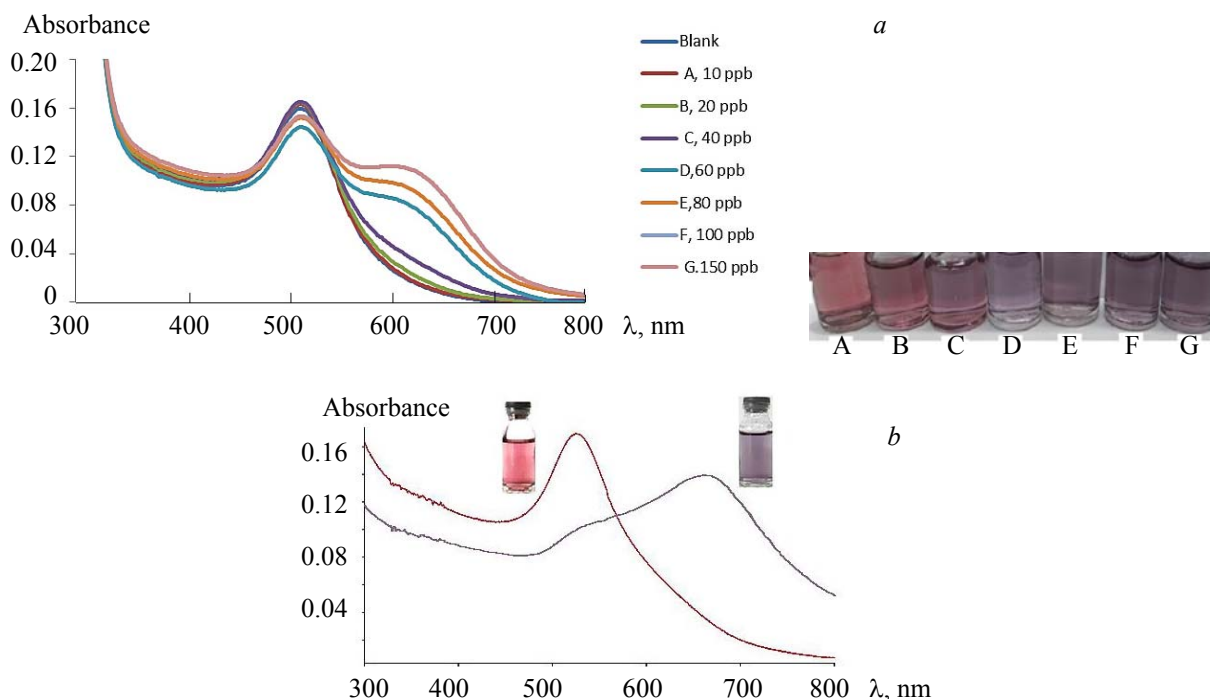 Absorbance
a
0.20
0.16
0.12
0.08
0.04
0
300 400 500 600 700 800 λ, nm
Blank
A, 10 ppb
B, 20 ppb
C, 40 ppb
D,60 ppb
E,80 ppb
F, 100 ppb
G.150 ppb
A B C D E F G
Absorbance
b
0.16
0.12
0.08
0.04
300 400 500 600 700 800 λ, nm